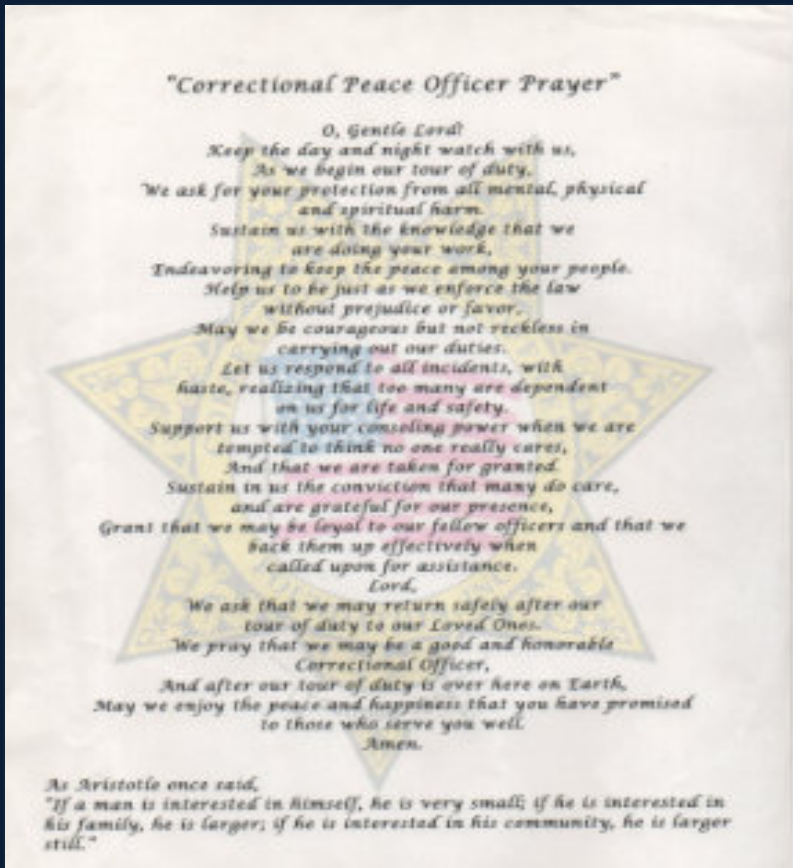 "Correctional Peace Officer Prayer"
O, Gentle Lord!
Keep the day and night watch with us,
As we begin our tour of duty,
We ask for your protection from all mental, physical
and spiritual harm.
Sustain us with the knowledge that we
are doing your work,
Endeavoring to keep the peace among your people.
Help us to be just as we enforce the law
without prejudice or favor,
May we be courageous but not reckless in
carrying out our duties.
Let us respond to all incidents, with
haste, realizing that too many are dependent
on us for life and safety.
Support us with your consoling power when we are
tempted to think no one really cares,
And that we are taken for granted.
Sustain in us the conviction that many do care,
and are grateful for our presence,
Grant that we may be loyal to our fellow officers and that we
back them up effectively when
called upon for assistance.
Lord,
We ask that we may return safely after our
tour of duty to our Loved Ones.
We pray that we may be a good and honorable
Correctional Officer,
And after our tour of duty is over here on Earth,
May we enjoy the peace and happiness that you have promised
to those who serve you well.
Amen.
As Aristotle once said,
"If a man is interested in himself, he is very small; if he is interested in
his family, he is larger; if he is interested in his community, he is larger
still."